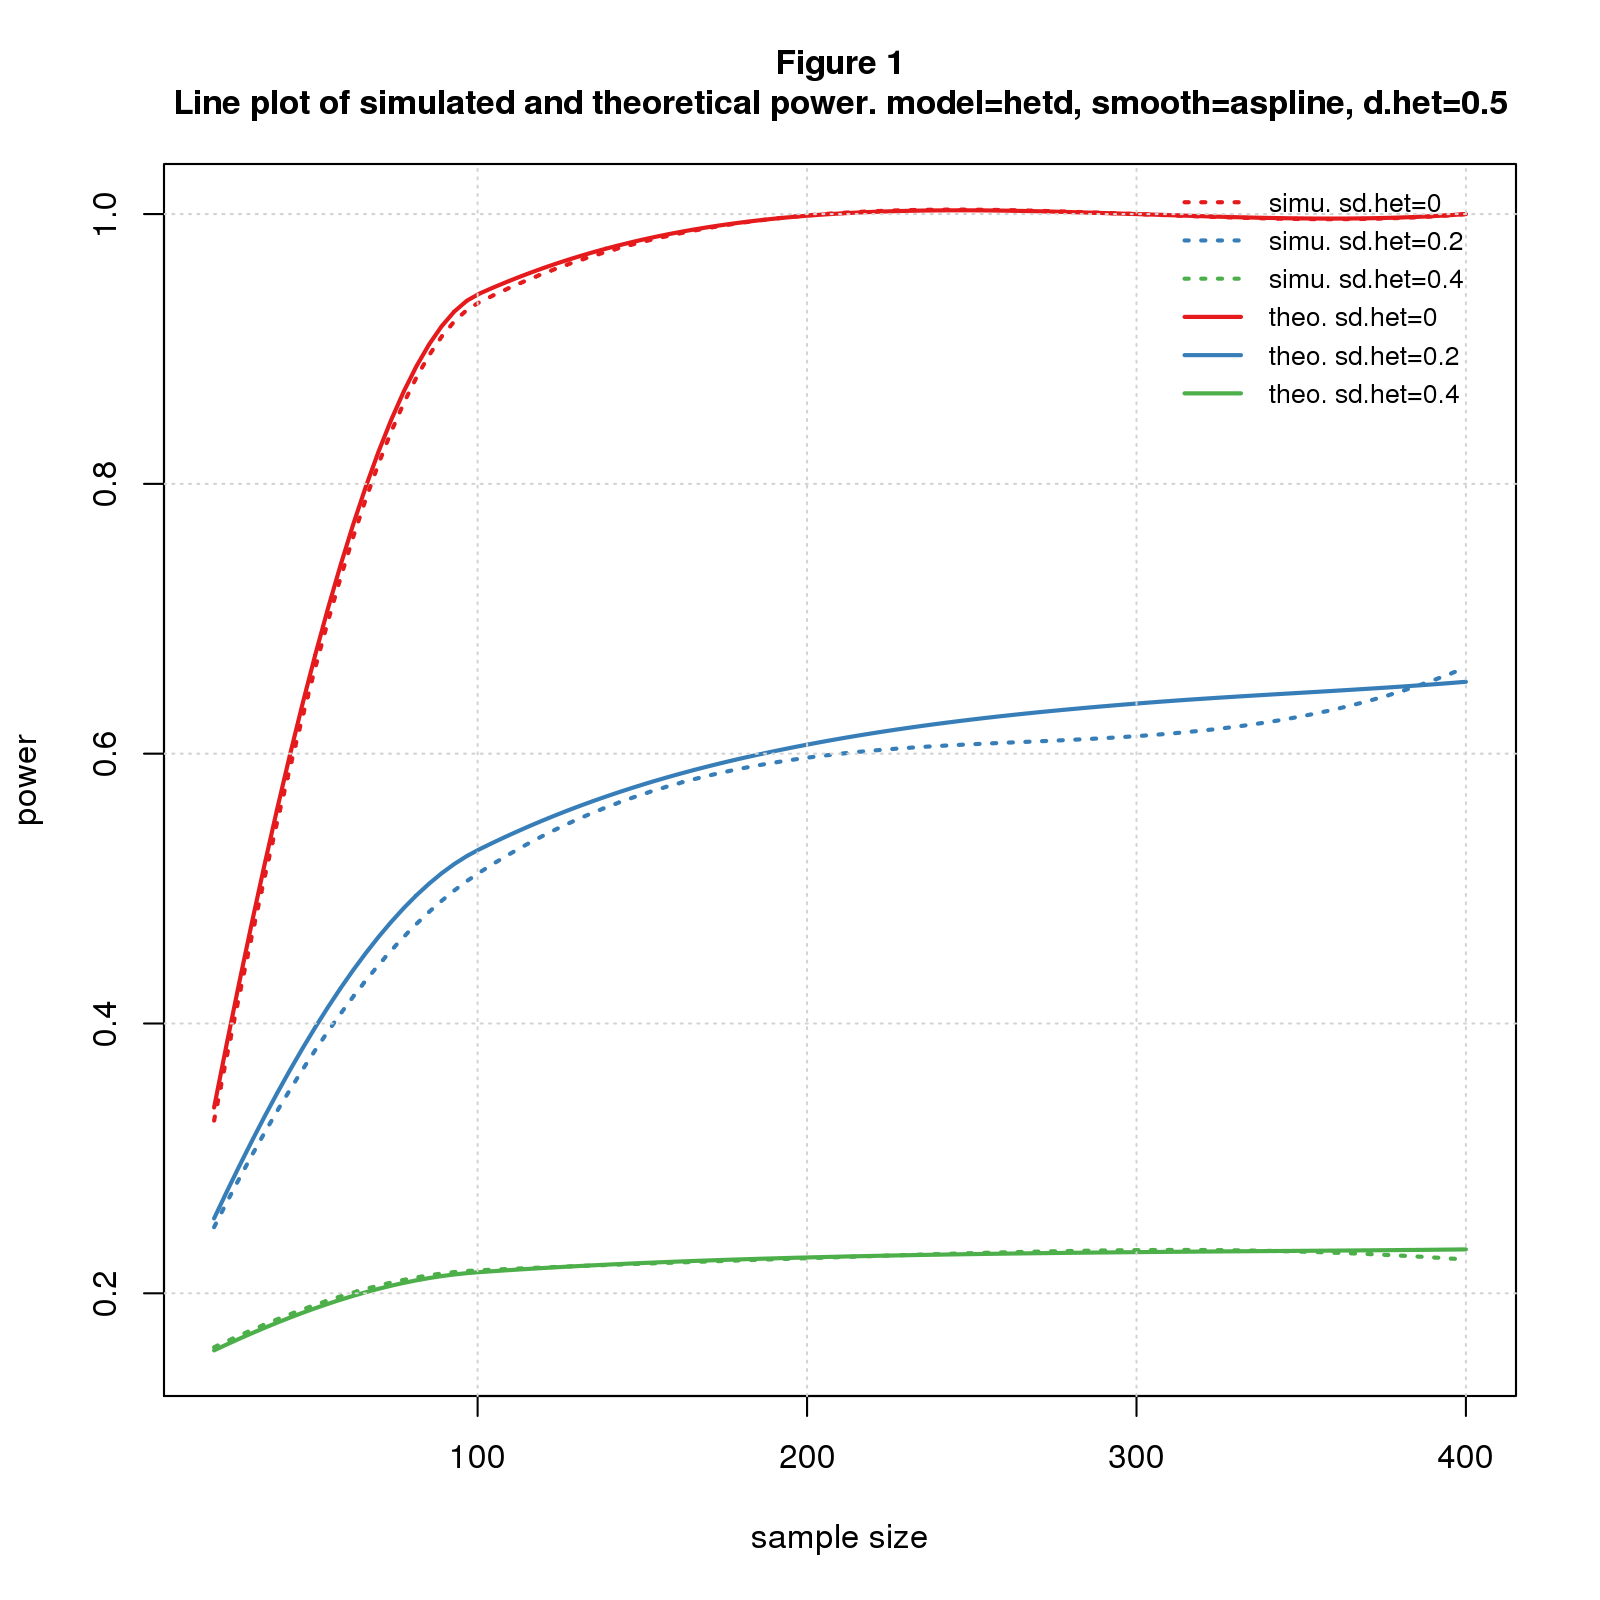 Figure 1
Line plot of simulated and theoretical power. model=hetd, smooth=aspline, d.het=0.5
simu. sd.het=0
simu. sd.het=0.2
simu. sd.het=0.4
theo. sd.het=0
theo. sd.het=0.2
theo. sd.het=0.4
power
1.0
0.8
0.6
0.4
0.2
100 200 300 400
sample size